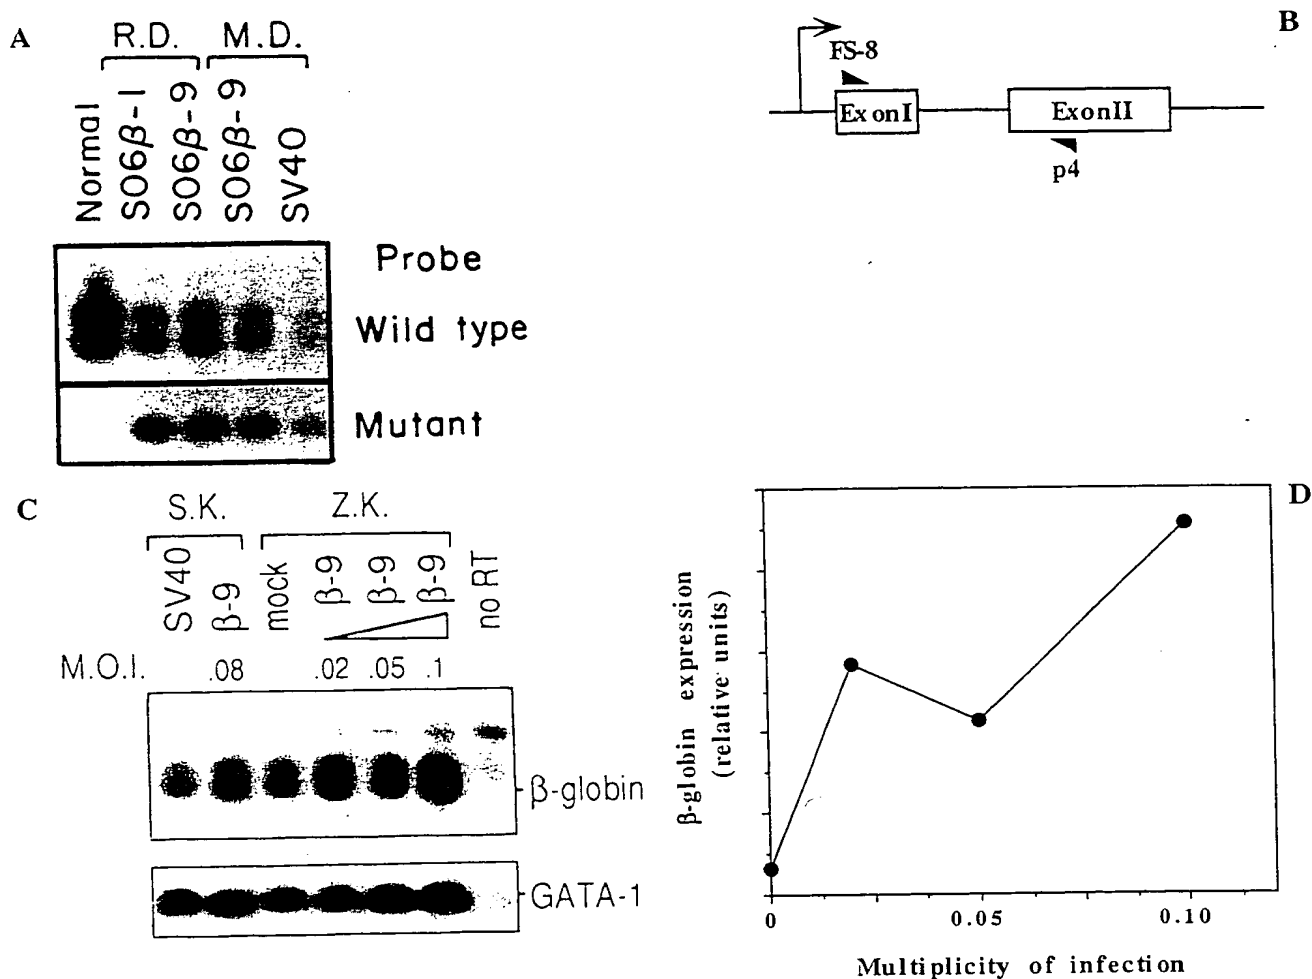 A
R.D. M.D.
Normal
SO6β-1
SO6β-9
SO6β-9
SV40
Probe
Wild type
Mutant
B
FS-8
ExonI
ExonII
p4
C
S.K. Z.K.
SV40
β-9
mock
β-9
β-9
β-9
no RT
M.O.I. .08 .02 .05 .1
β-globin
GATA-1
D
β-globin expression
(relative units)
0 0.05 0.10
Multiplicity of infection